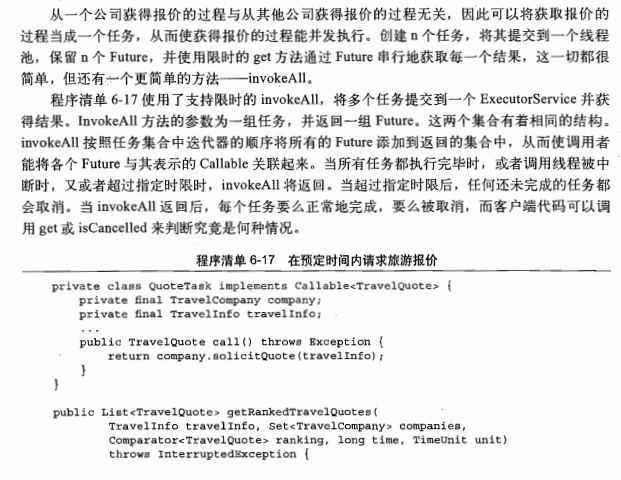 从一个公司获得报价的过程与从其他公司获得报价的过程无关，因此可以将获取报价的
过程当成一个任务，从而使获得报价的过程能并发执行。创建 n 个任务，将其提交到一个线程
池，保留 n 个 Future，并使用限时的 get 方法通过 Future 串行地获取每一个结果，这一切都很
简单，但还有一个更简单的方法——invokeAll。
程序清单 6-17 使用了支持限时的 invokeAll，将多个任务提交到一个 ExecutorService 并获
得结果。InvokeAll 方法的参数为一组任务，并返回一组 Future。这两个集合有着相同的结构。
invokeAll 按照任务集合中迭代器的顺序将所有的 Future 添加到返回的集合中，从而使调用者
能将各个 Future 与其表示的 Callable 关联起来。当所有任务都执行完毕时，或者调用线程被中
断时，又或者超过指定时限时，invokeAll 将返回。当超过指定时限后，任何还未完成的任务都
会取消。当 invokeAll 返回后，每个任务要么正常地完成，要么被取消，而客户端代码可以调
用 get 或 isCancelled 来判断究竟是何种情况。
程序清单 6-17 在预定时间内请求旅游报价
private class QuoteTask implements Callable<TravelQuote> {
    private final TravelCompany company;
    private final TravelInfo travelInfo;
    ...
    public TravelQuote call() throws Exception {
        return company.solicitQuote(travelInfo);
    }
}
public List<TravelQuote> getRankedTravelQuotes(
        TravelInfo travelInfo, Set<TravelCompany> companies,
        Comparator<TravelQuote> ranking, long time, TimeUnit unit)
        throws InterruptedException {